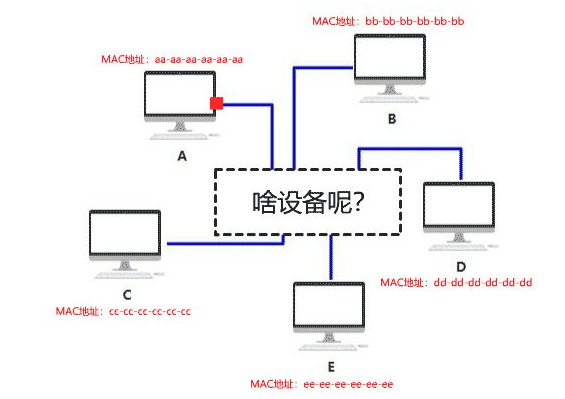 MAC地址：bb-bb-bb-bb-bb-bb
MAC地址：aa-aa-aa-aa-aa-aa
B
A
啥设备呢？
D
MAC地址：dd-dd-dd-dd-dd-dd
C
MAC地址：cc-cc-cc-cc-cc-cc
E
MAC地址：ee-ee-ee-ee-ee-ee